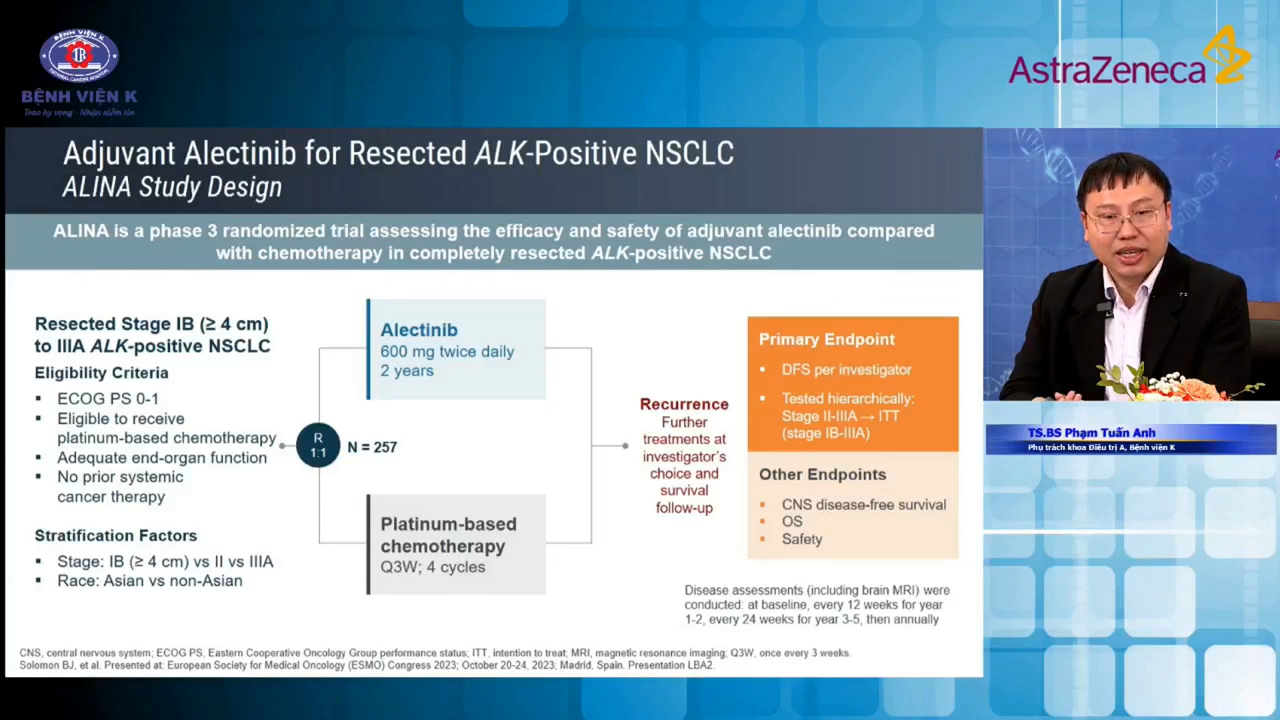 BỆNH VIỆN K
BỆNH VIỆN K
Trao hy vọng - Nhận niềm tin
AstraZeneca
Adjuvant Alectinib for Resected ALK-Positive NSCLC
ALINA Study Design
ALINA is a phase 3 randomized trial assessing the efficacy and safety of adjuvant alectinib compared
with chemotherapy in completely resected ALK-positive NSCLC
Resected Stage IB (≥ 4 cm)
to IIIA ALK-positive NSCLC
Eligibility Criteria
▪ ECOG PS 0-1
▪ Eligible to receive
platinum-based chemotherapy
▪ Adequate end-organ function
▪ No prior systemic
cancer therapy
Stratification Factors
▪ Stage: IB (≥ 4 cm) vs II vs IIIA
▪ Race: Asian vs non-Asian
R
1:1
N = 257
Alectinib
600 mg twice daily
2 years
Platinum-based
chemotherapy
Q3W; 4 cycles
Recurrence
Further
treatments at
investigator's
choice and
survival
follow-up
Primary Endpoint
▪ DFS per investigator
▪ Tested hierarchically:
Stage II-IIIA → ITT
(stage IB-IIIA)
Other Endpoints
▪ CNS disease-free survival
▪ OS
▪ Safety
Disease assessments (including brain MRI) were
conducted: at baseline, every 12 weeks for year
1-2, every 24 weeks for year 3-5, then annually
CNS, central nervous system; ECOG PS, Eastern Cooperative Oncology Group performance status; ITT, intention to treat; MRI, magnetic resonance imaging; Q3W, once every 3 weeks.
Solomon BJ, et al. Presented at: European Society for Medical Oncology (ESMO) Congress 2023; October 20-24, 2023; Madrid, Spain. Presentation LBA2.
TS.BS Phạm Tuấn Anh
Phụ trách khoa Điều trị A, Bệnh viện K